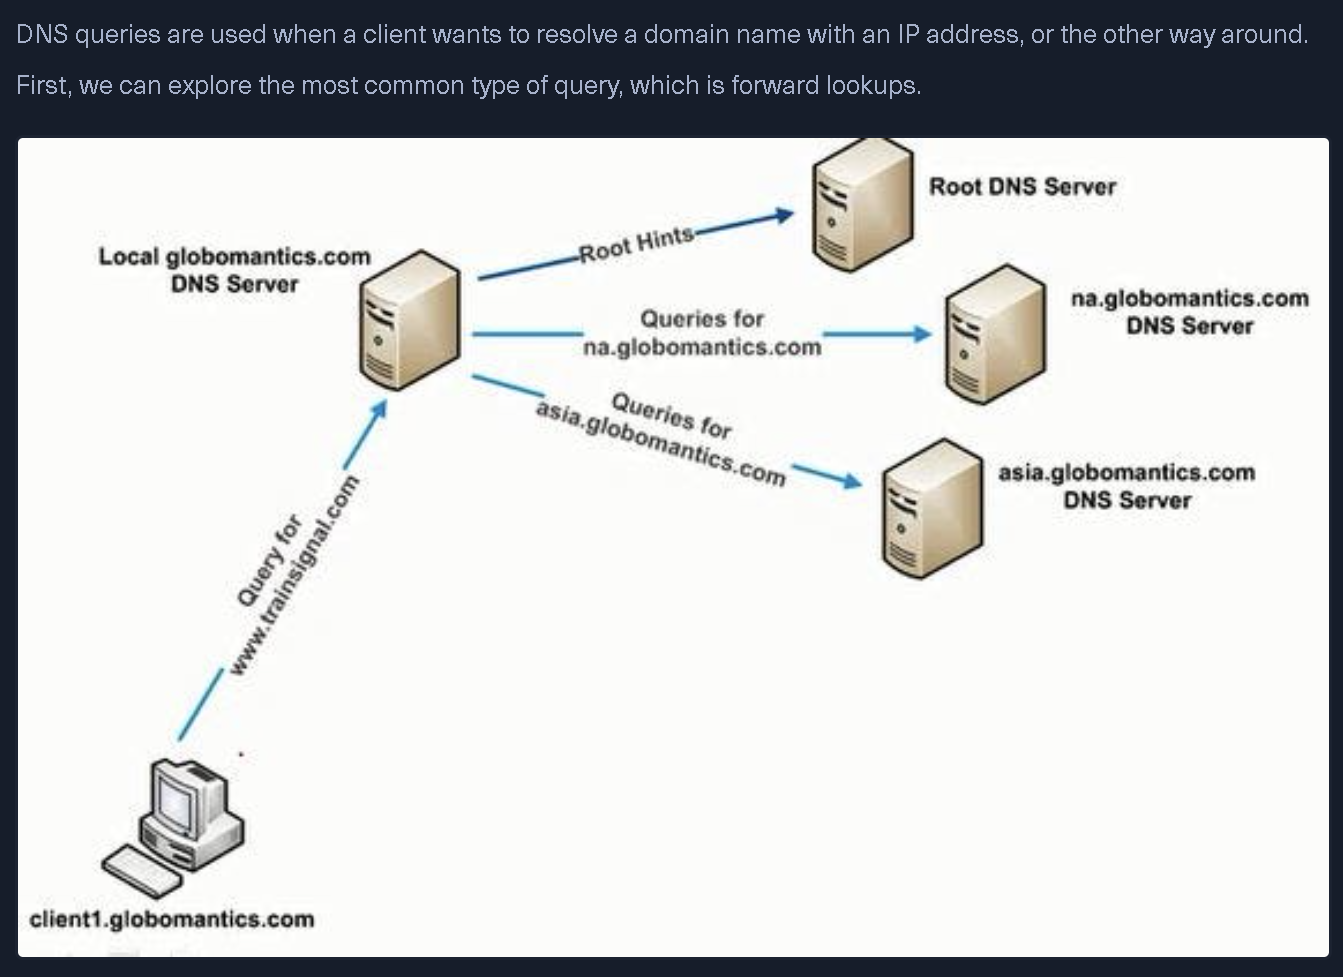 DNS queries are used when a client wants to resolve a domain name with an IP address, or the other way around.
First, we can explore the most common type of query, which is forward lookups.
Root DNS Server
Local globomantics.com
DNS Server
Root Hints
na.globomantics.com
DNS Server
Queries for
na.globomantics.com
Queries for
asia.globomantics.com
asia.globomantics.com
DNS Server
Query for
www.trainsignal.com
client1.globomantics.com